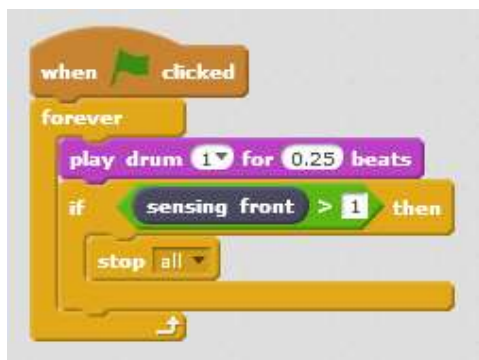 when clicked
forever
play drum 1 for 0.25 beats
if sensing front > 1 then
stop all